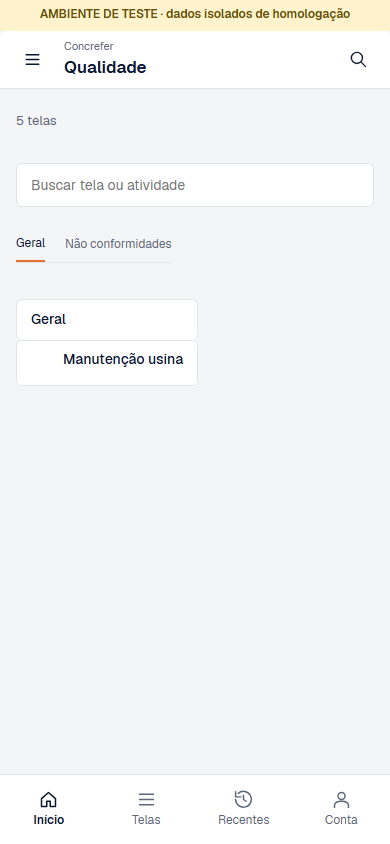 AMBIENTE DE TESTE · dados isolados de homologação
Concrefer
Qualidade
5 telas
Buscar tela ou atividade
Geral
Não conformidades
Geral
Manutenção usina
Início
Telas
Recentes
Conta